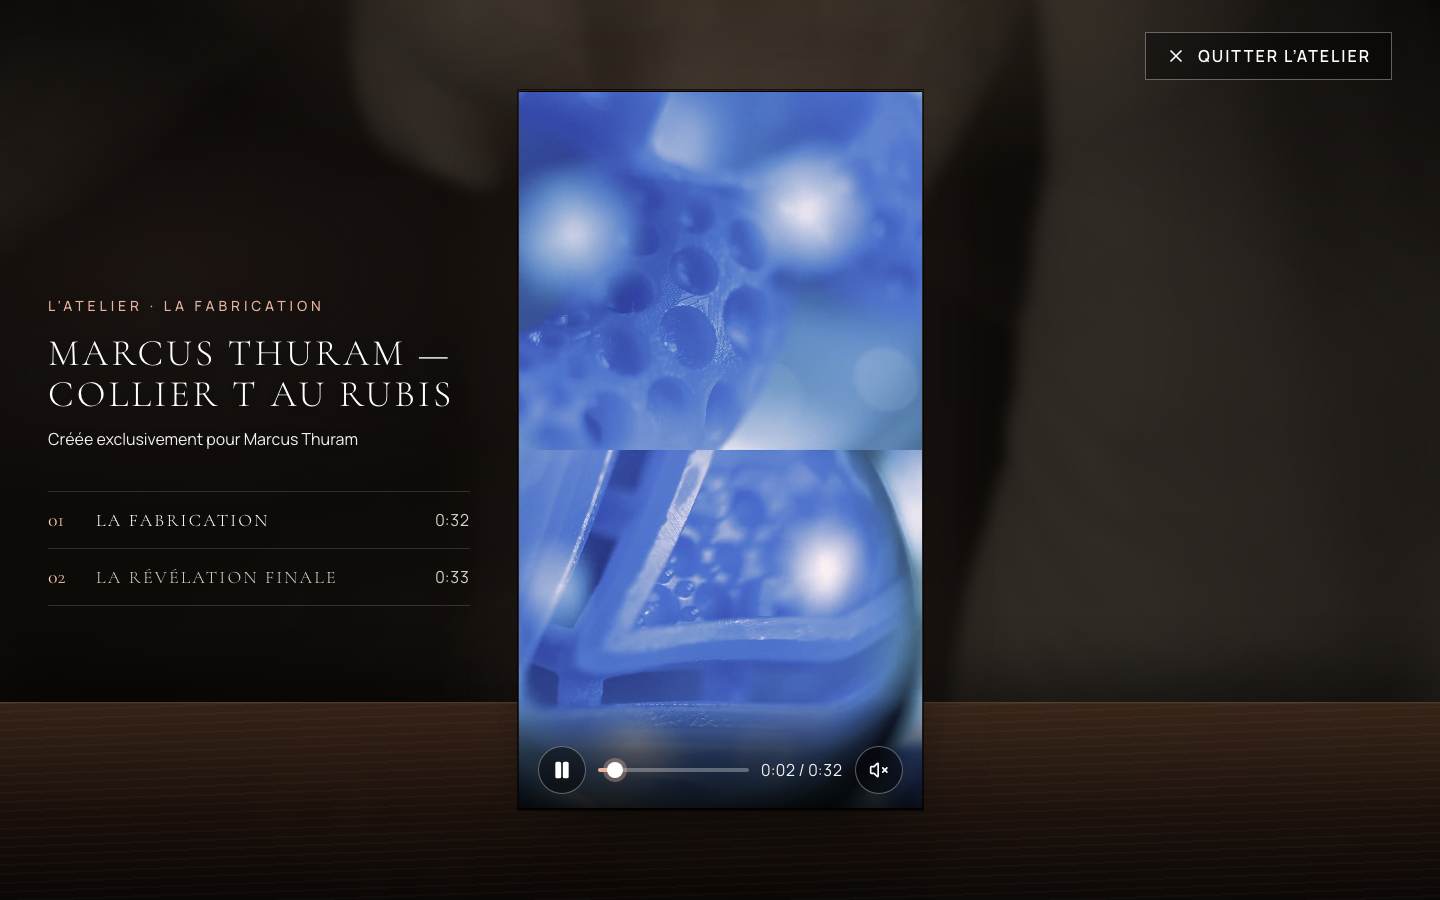 QUITTER L’ATELIER
L’ATELIER · LA FABRICATION
MARCUS THURAM —
COLLIER T AU RUBIS
Créée exclusivement pour Marcus Thuram
01 LA FABRICATION 0:32
02 LA RÉVÉLATION FINALE 0:33
0:02 / 0:32